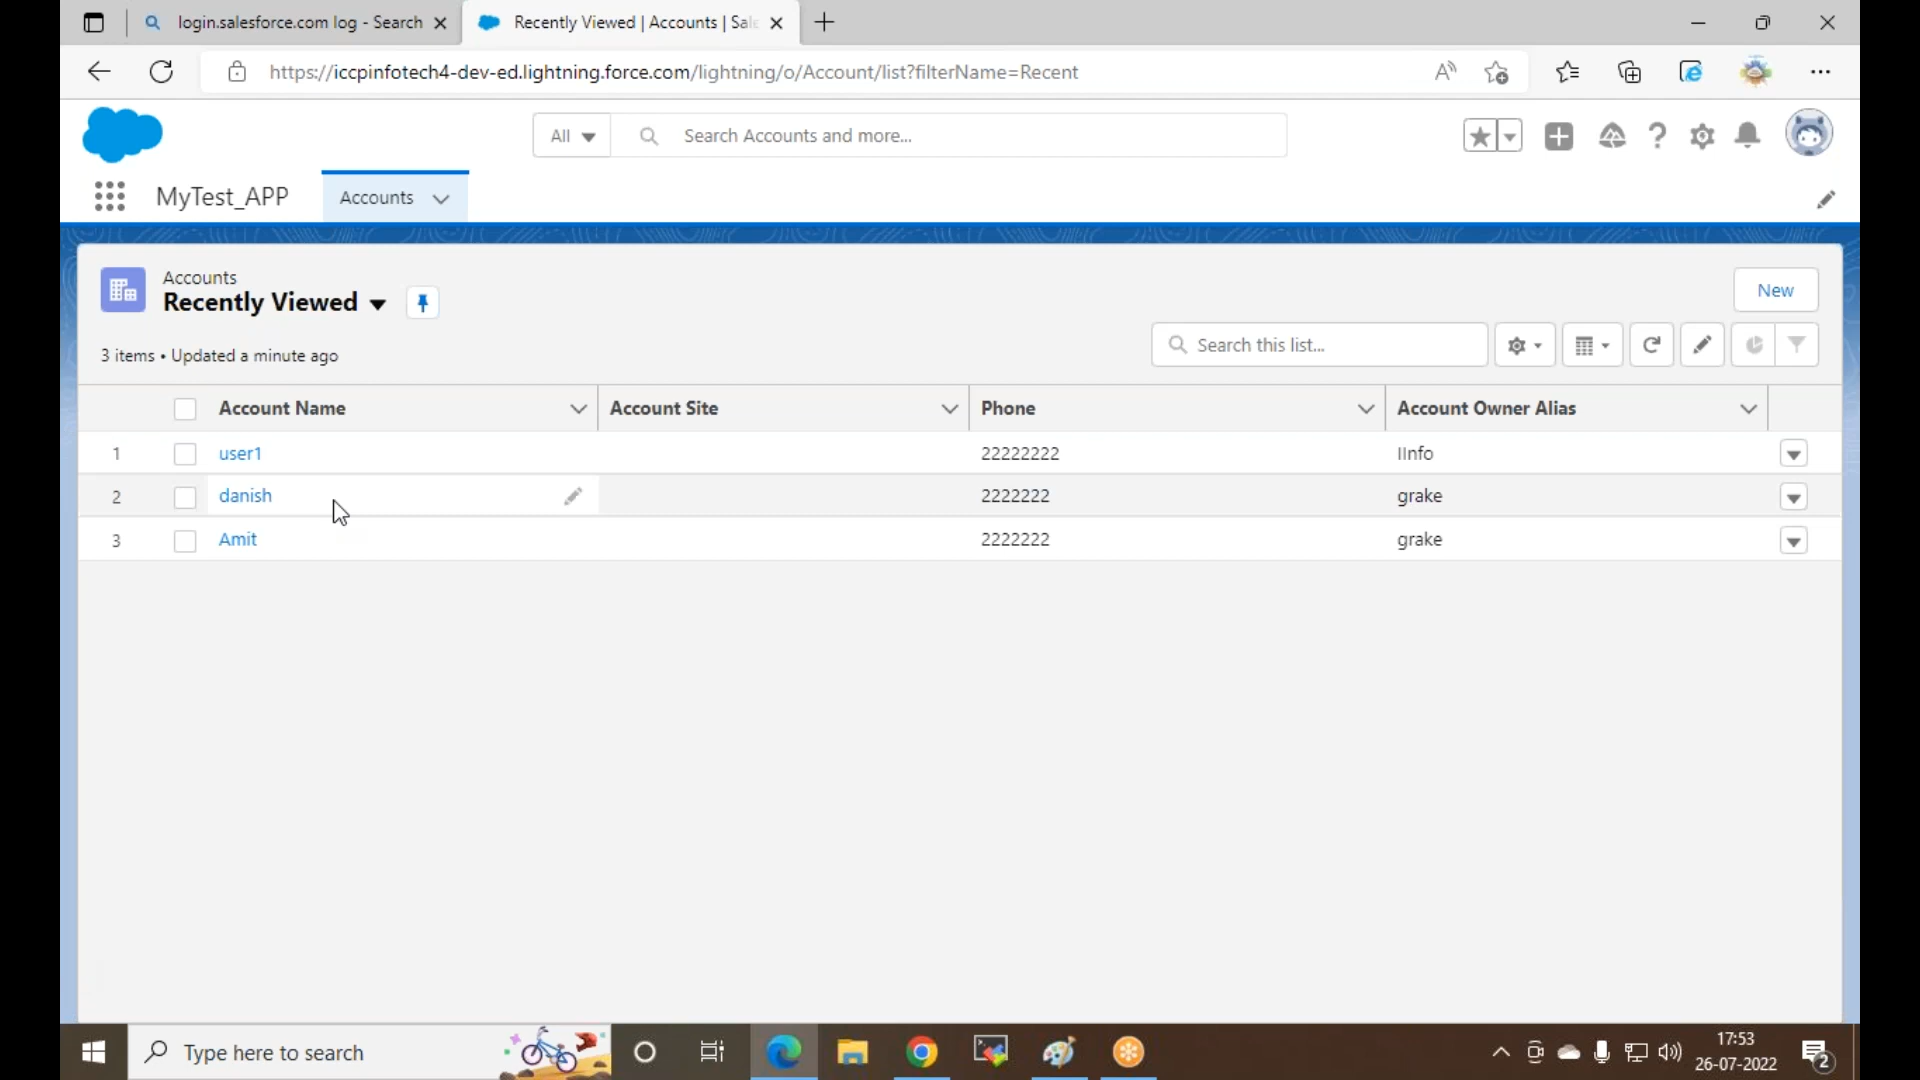 login.salesforce.com log - Search
Recently Viewed | Accounts | Sal
https://iccpinfotech4-dev-ed.lightning.force.com/lightning/o/Account/list?filterName=Recent
All
Search Accounts and more...
MyTest_APP
Accounts
Accounts
Recently Viewed
New
3 items • Updated a minute ago
Search this list...
Account Name
Account Site
Phone
Account Owner Alias
1 user1 22222222 IInfo
2 danish 2222222 grake
3 Amit 2222222 grake
Type here to search
17:53
26-07-2022
2